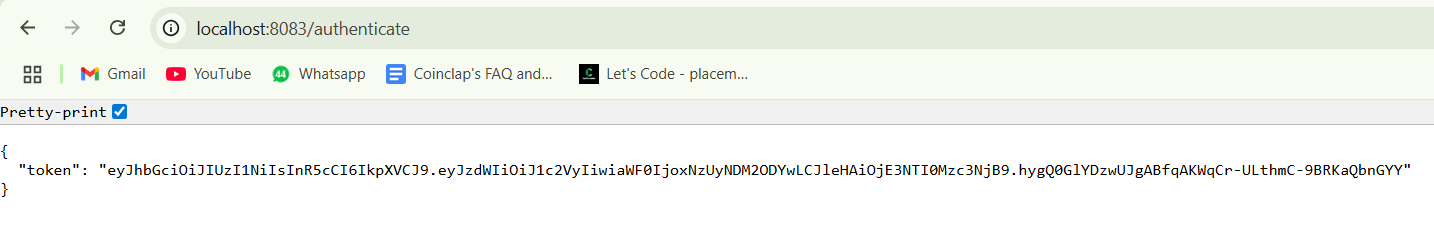 localhost:8083/authenticate
Gmail YouTube 44 Whatsapp Coinclap's FAQ and... Let's Code - placem...
Pretty-print
{
"token": "eyJhbGciOiJIUzI1NiIsInR5cCI6IkpXVCJ9.eyJzdWIiOiJ1c2VyIiwiaWF0IjoxNzUyNDM2ODYwLCJleHAiOjE3NTI0Mzc3NjB9.hygQ0GlYDzwUJgABfqAKWqCr-ULthmC-9BRKaQbnGYY"
}